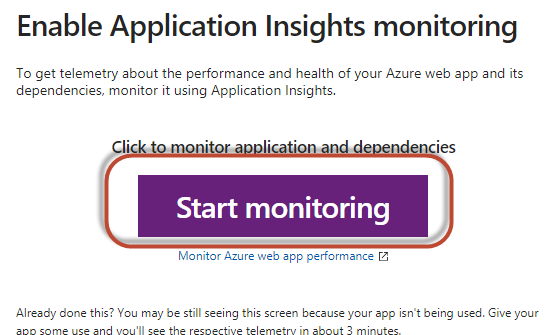 Enable Application Insights monitoring
To get telemetry about the performance and health of your Azure web app and its
dependencies, monitor it using Application Insights.
Click to monitor application and dependencies
Start monitoring
Monitor Azure web app performance
Already done this? You may be still seeing this screen because your app isn't being used. Give your
app some use and you'll see the respective telemetry in about 3 minutes.